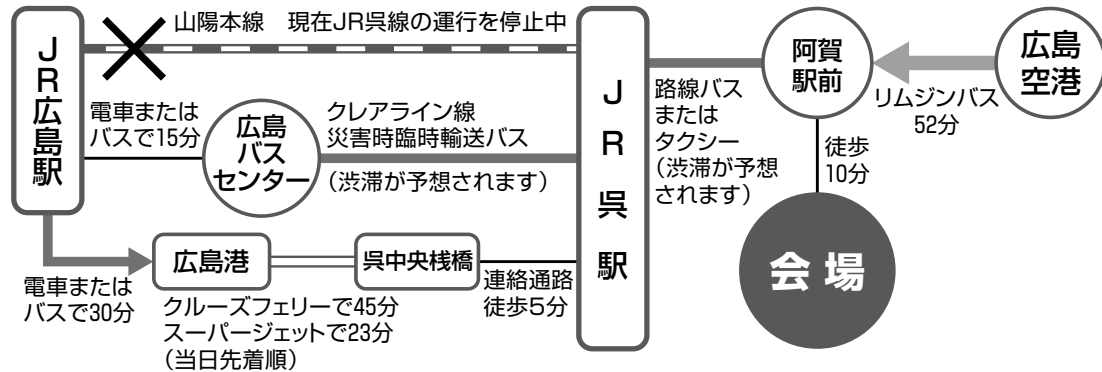 山陽本線　現在JR呉線の運行を停止中
JR広島駅
電車または
バスで15分
広島
バス
センター
クレアライン線
災害時臨時輸送バス
（渋滞が予想されます）
電車または
バスで30分
広島港
呉中央桟橋
クルーズフェリーで45分
スーパージェットで23分
（当日先着順）
連絡通路
徒歩5分
JR呉駅
路線バス
または
タクシー
（渋滞が予想
されます）
阿賀
駅前
リムジンバス
52分
広島
空港
徒歩
10分
会場